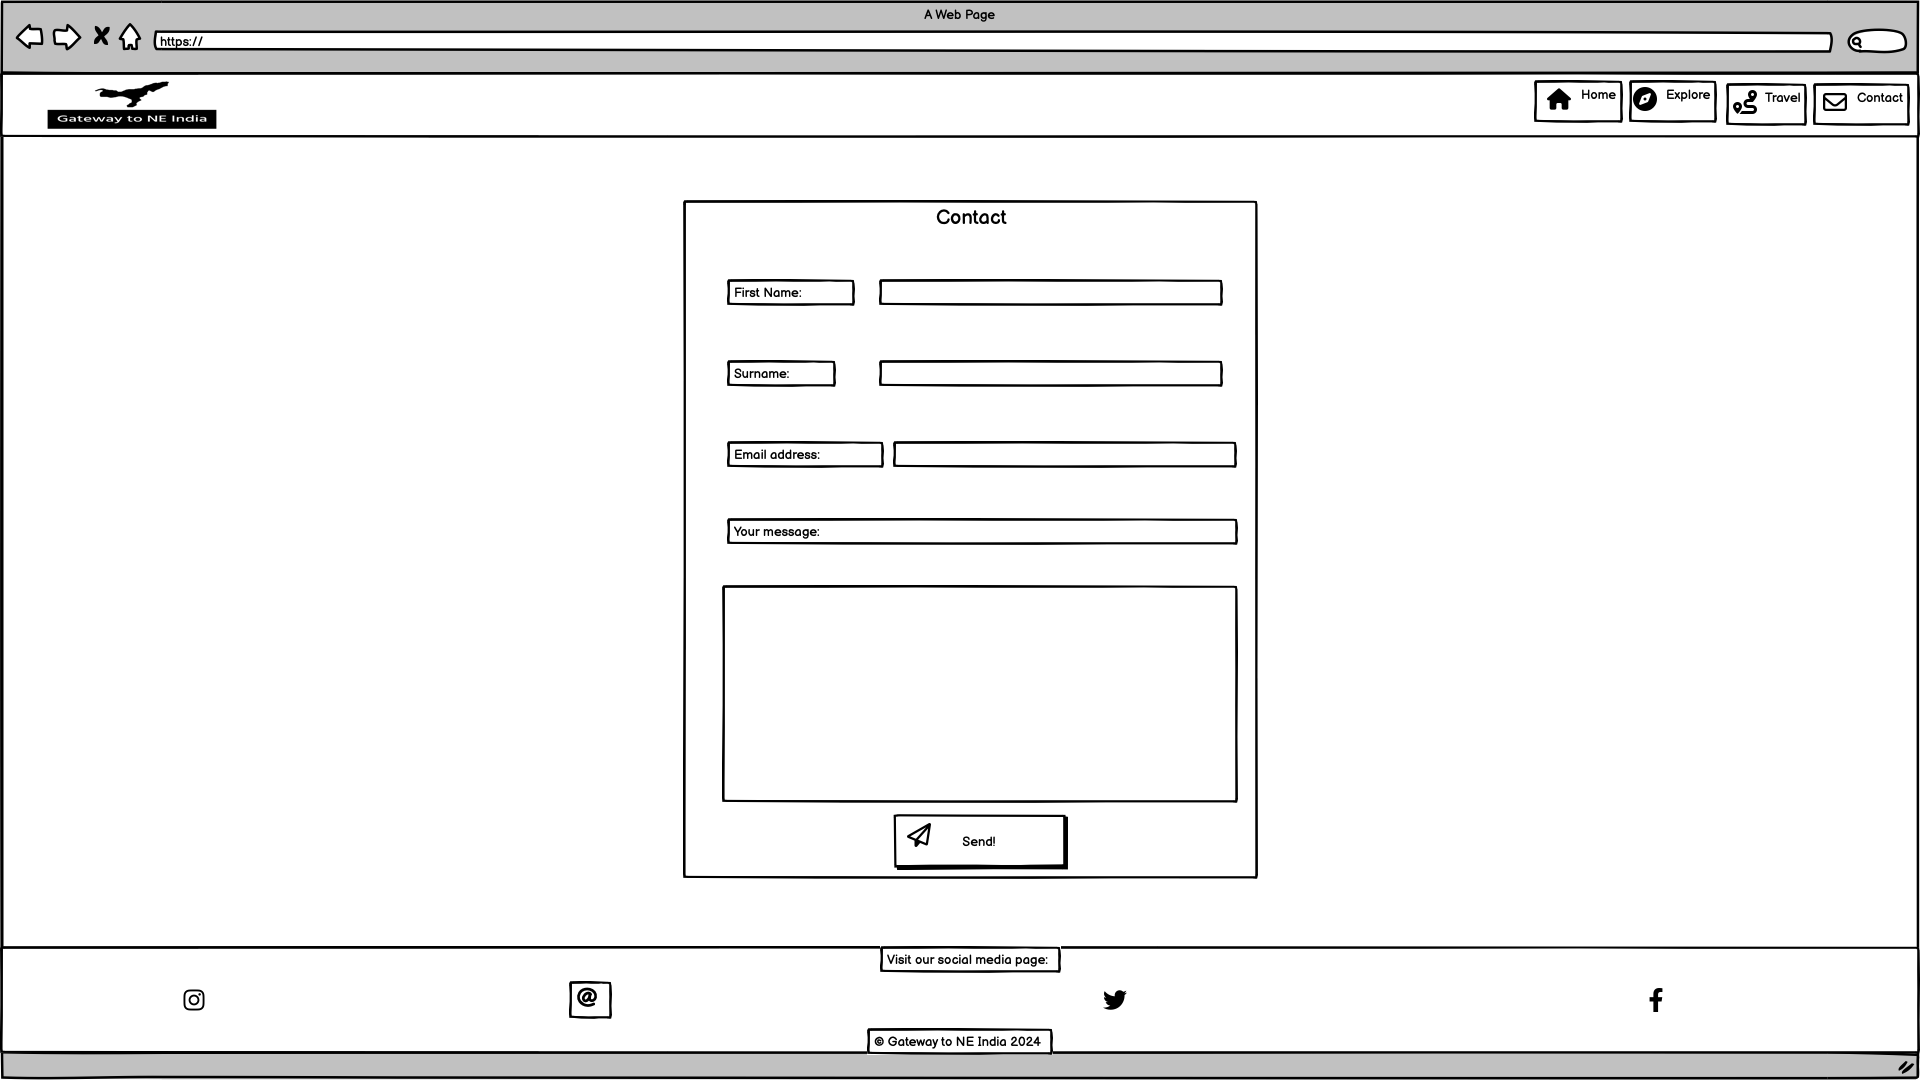 A Web Page
https://
Gateway to NE India
Home
Explore
Travel
Contact
Contact
First Name:
Surname:
Email address:
Your message:
Send!
Visit our social media page:
@
© Gateway to NE India 2024